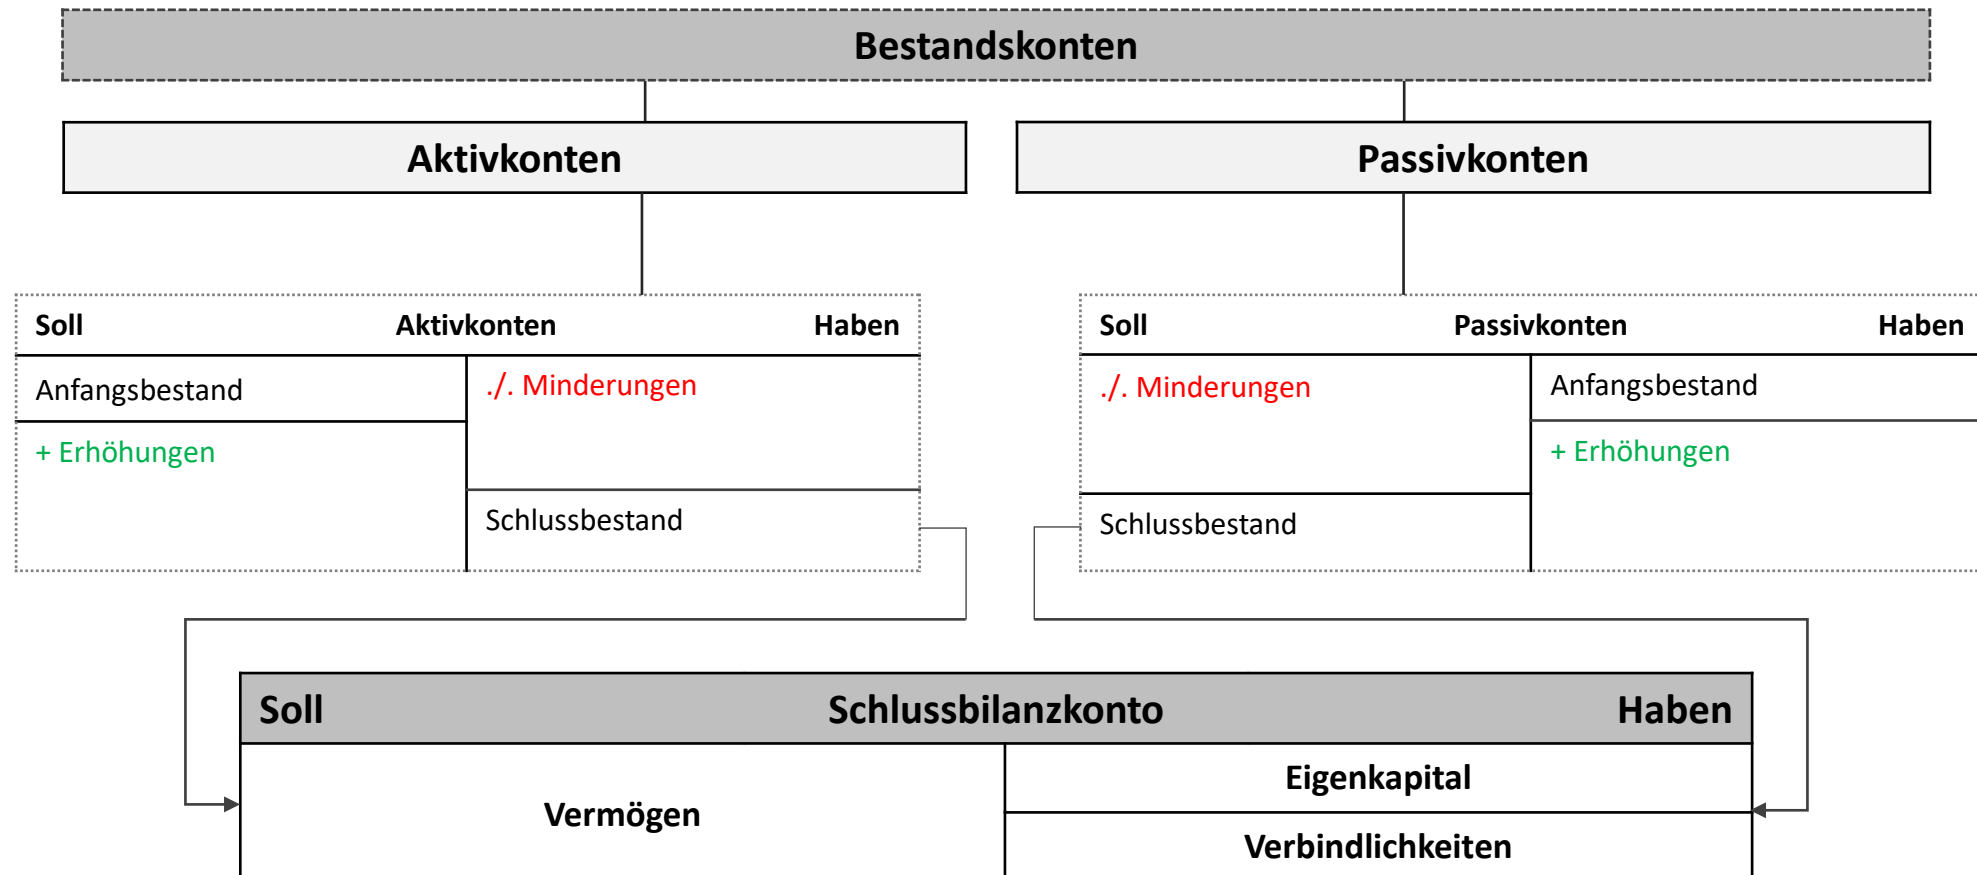 Bestandskonten
Aktivkonten
Passivkonten
Soll Aktivkonten Haben
Anfangsbestand
+ Erhöhungen
./. Minderungen
Schlussbestand
Soll Passivkonten Haben
./. Minderungen
Schlussbestand
Anfangsbestand
+ Erhöhungen
Soll Schlussbilanzkonto Haben
Vermögen
Eigenkapital
Verbindlichkeiten